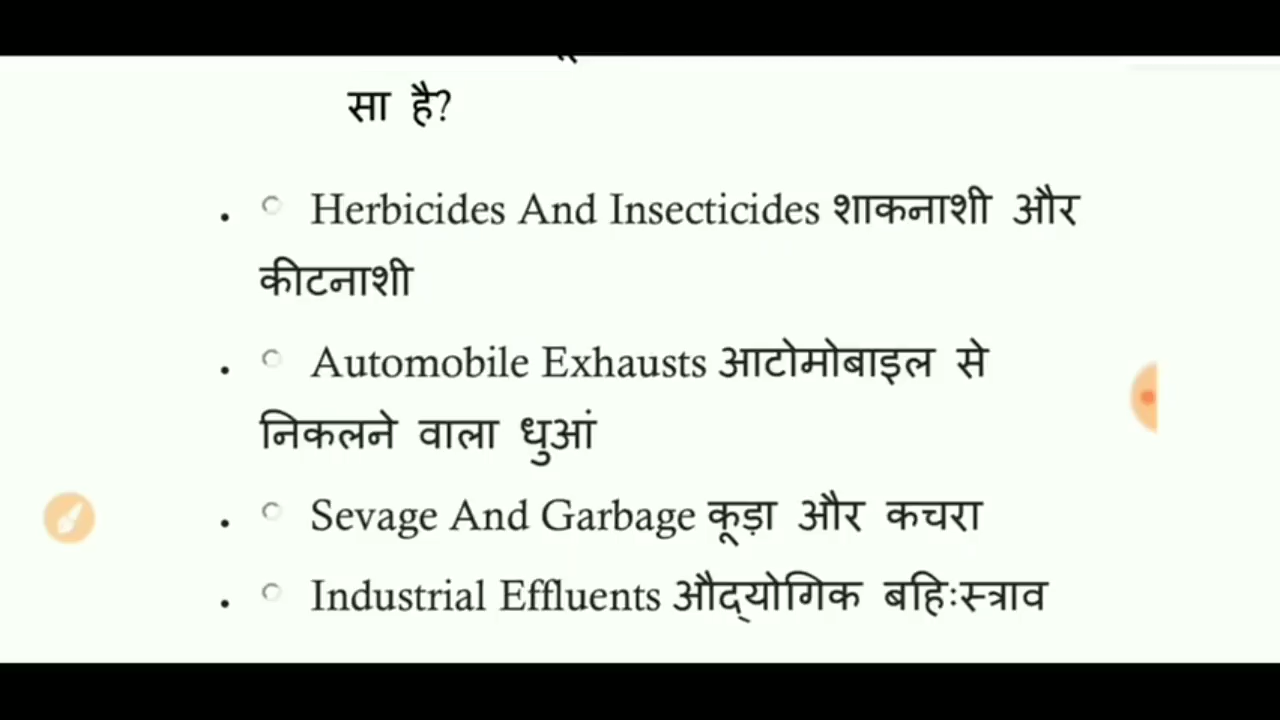 सा है?
Herbicides And Insecticides शाकनाशी और
कीटनाशी
Automobile Exhausts आटोमोबाइल से
निकलने वाला धुआं
Sevage And Garbage कूड़ा और कचरा
Industrial Effluents औद्योगिक बहिःस्त्राव